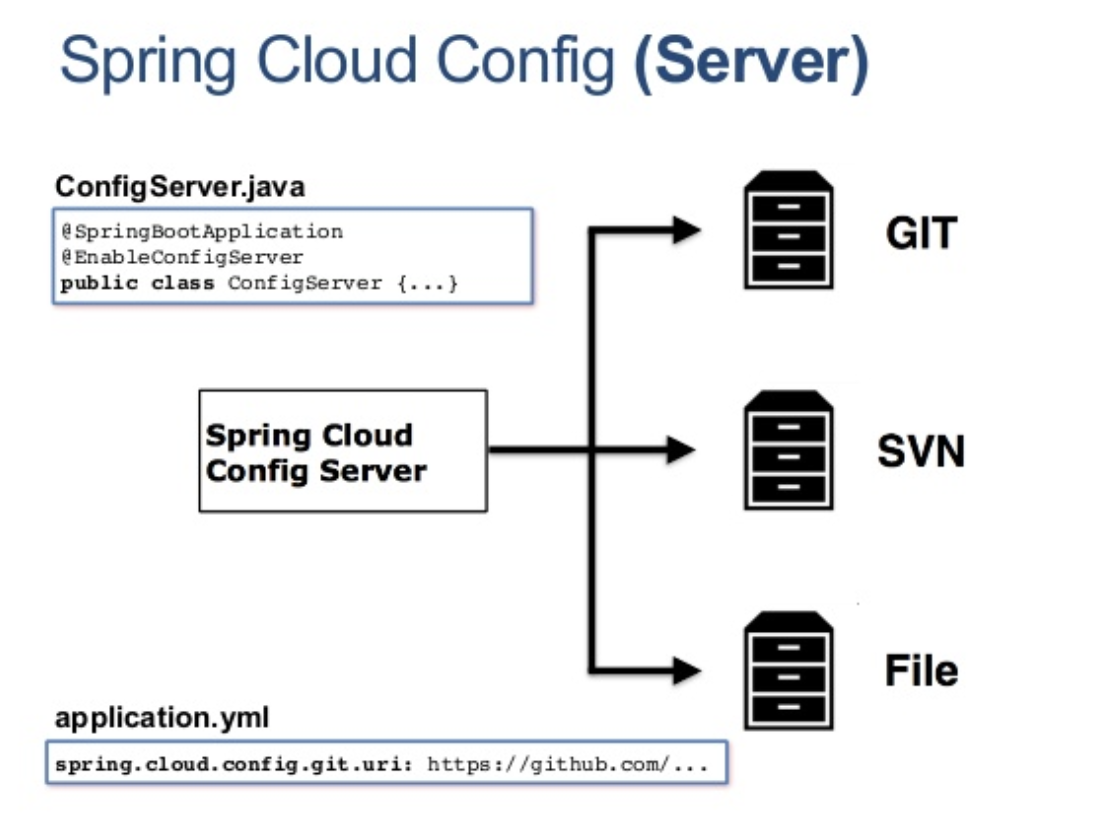 Spring Cloud Config (Server)
ConfigServer.java
@SpringBootApplication
@EnableConfigServer
public class ConfigServer {...}
GIT
Spring Cloud
Config Server
SVN
File
application.yml
spring.cloud.config.git.uri: https://github.com/...